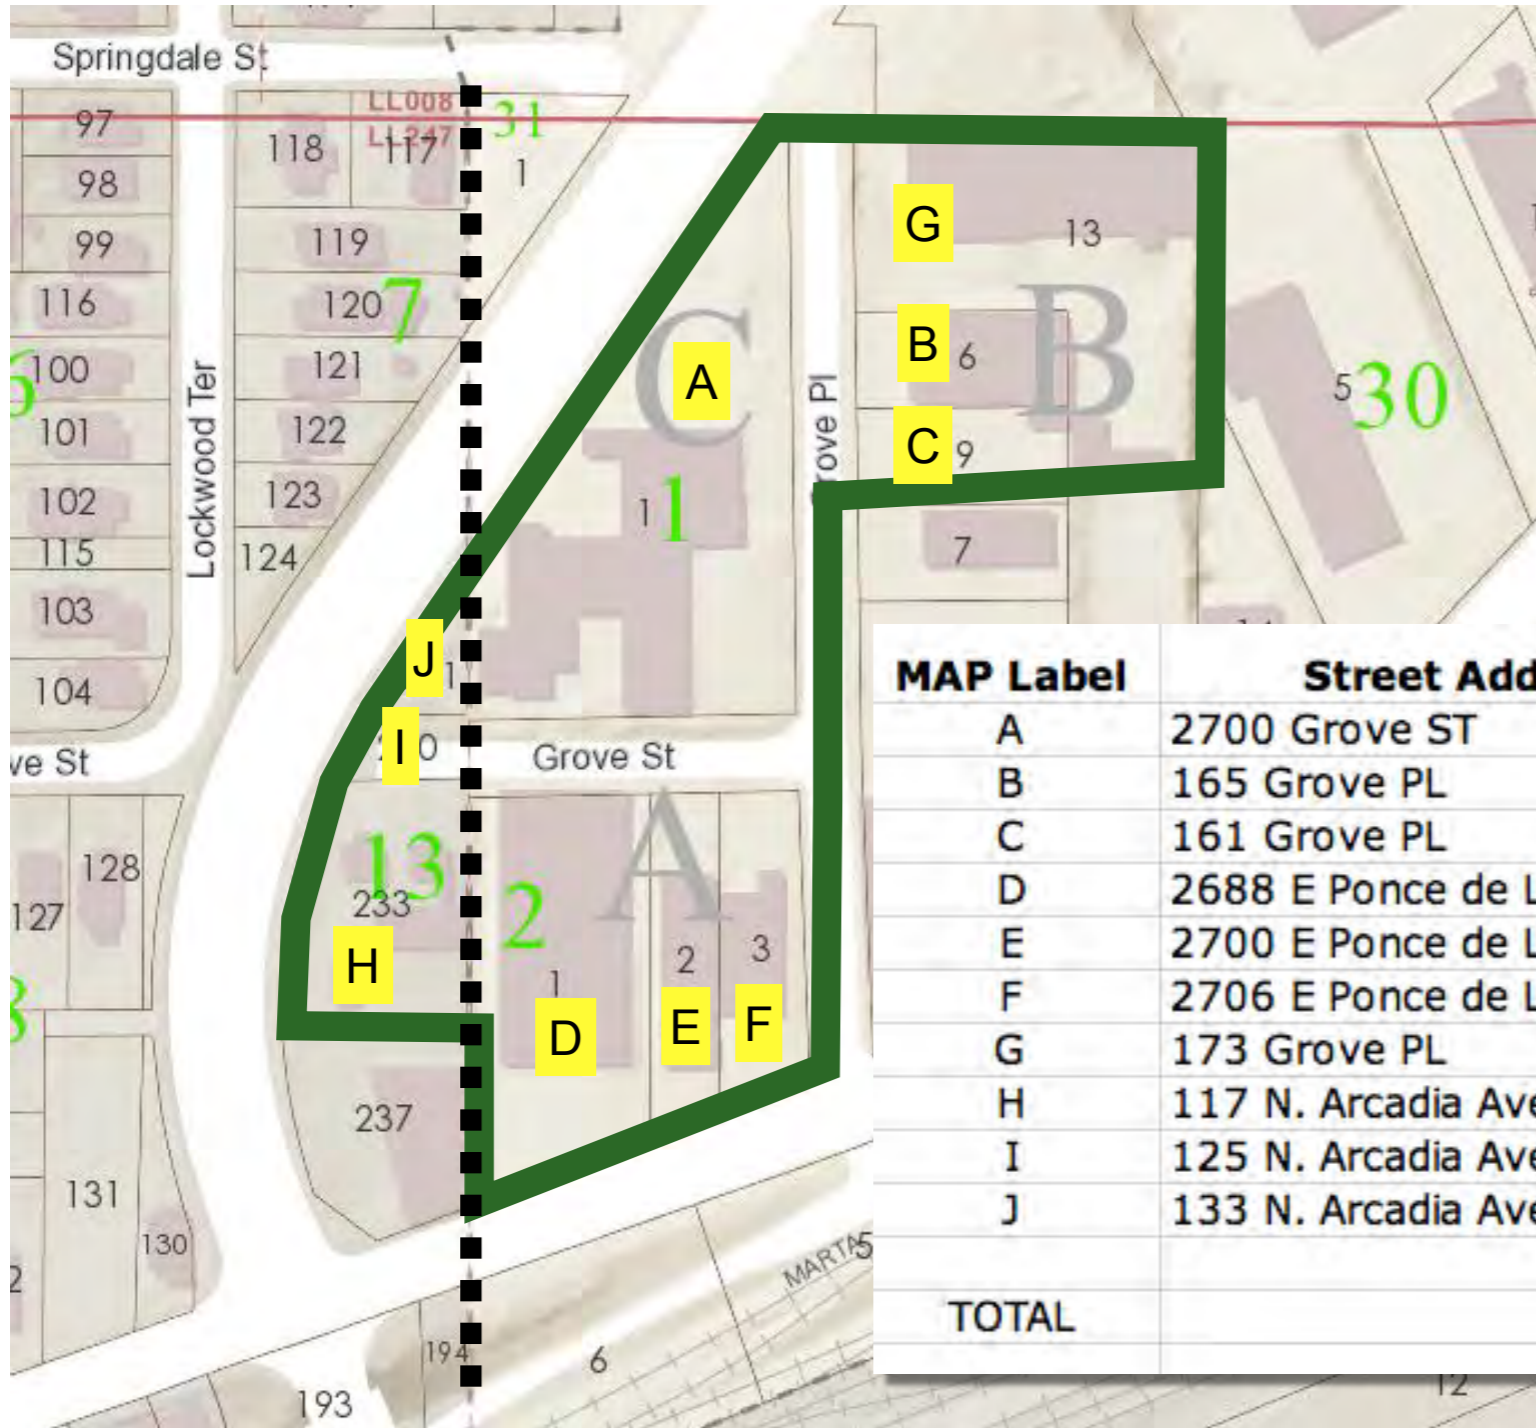 Springdale St
LL008
LL247
31
97
98
99
116
100
101
102
115
103
104
118
117
119
120
7
121
122
123
124
1
Lockwood Ter
C
A
1
1
J
1
I
0
Grove St
ve St
G
13
B
6
B
C
9
7
rove Pl
5
30
128
127
13
233
H
237
131
130
2
A
1
D
2
E
3
F
194
193
6
MARTA
5
12
MAP Label Street Add
A 2700 Grove ST
B 165 Grove PL
C 161 Grove PL
D 2688 E Ponce de L
E 2700 E Ponce de L
F 2706 E Ponce de L
G 173 Grove PL
H 117 N. Arcadia Ave
I 125 N. Arcadia Ave
J 133 N. Arcadia Ave
TOTAL